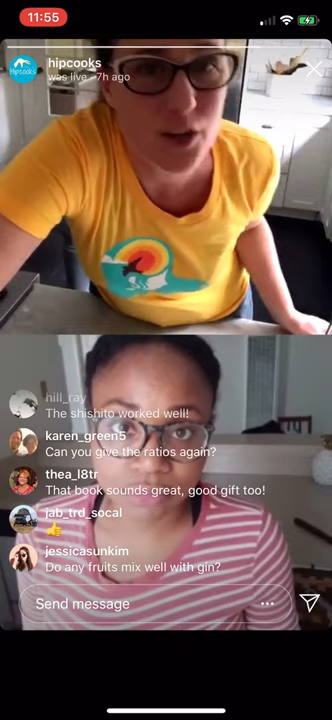 11:55
hipcooks
Hipcooks
was live · 7h ago
hill_ray
The shishito worked well!
karen_green5
Can you give the ratios again?
thea_l8tr
That book sounds great, good gift too!
jab_trd_socal
👍
jessicasunkim
Do any fruits mix well with gin?
Send message